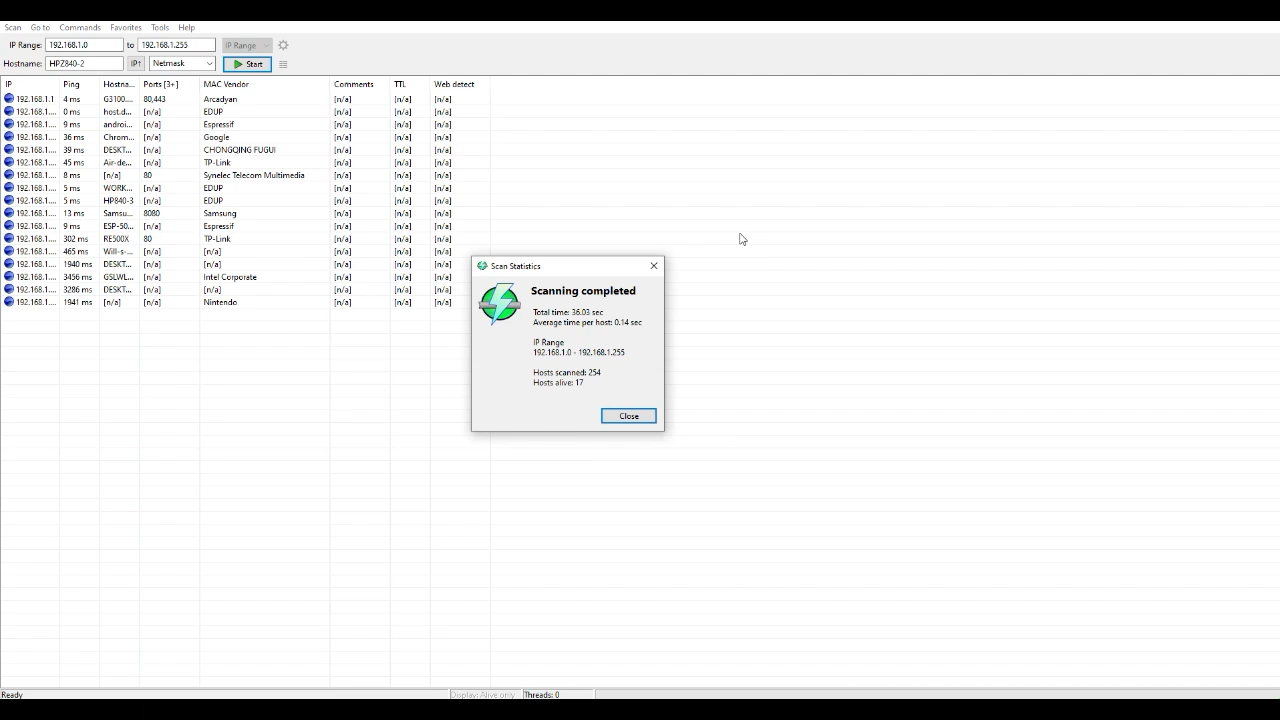 Scan Go to Commands Favorites Tools Help
IP Range: 192.168.1.0 to 192.168.1.255 IP Range
Hostname: HPZ840-2 IP↑ Netmask Start
IP Ping Hostna... Ports [3+] MAC Vendor Comments TTL Web detect
192.168.1.1 4 ms G3100.... 80,443 Arcadyan [n/a] [n/a] [n/a]
192.168.1.... 0 ms host.d... [n/a] EDUP [n/a] [n/a] [n/a]
192.168.1.... 9 ms androi... [n/a] Espressif [n/a] [n/a] [n/a]
192.168.1.... 36 ms Chrom... [n/a] Google [n/a] [n/a] [n/a]
192.168.1.... 39 ms DESKT... [n/a] CHONGQING FUGUI [n/a] [n/a] [n/a]
192.168.1.... 45 ms Air-de... [n/a] TP-Link [n/a] [n/a] [n/a]
192.168.1.... 8 ms [n/a] 80 Synelec Telecom Multimedia [n/a] [n/a] [n/a]
192.168.1.... 5 ms WORK... [n/a] EDUP [n/a] [n/a] [n/a]
192.168.1.... 5 ms HP840-3 [n/a] EDUP [n/a] [n/a] [n/a]
192.168.1.... 13 ms Samsu... 8080 Samsung [n/a] [n/a] [n/a]
192.168.1.... 9 ms ESP-50... [n/a] Espressif [n/a] [n/a] [n/a]
192.168.1.... 302 ms RE500X 80 TP-Link [n/a] [n/a] [n/a]
192.168.1.... 465 ms Will-s-... [n/a] [n/a] [n/a] [n/a] [n/a]
192.168.1.... 1940 ms DESKT... [n/a] [n/a] [n/a] [n/a] [n/a]
192.168.1.... 3456 ms GSLWL... [n/a] Intel Corporate [n/a] [n/a] [n/a]
192.168.1.... 3286 ms DESKT... [n/a] [n/a] [n/a] [n/a] [n/a]
192.168.1.... 1941 ms [n/a] [n/a] Nintendo [n/a] [n/a] [n/a]
Scan Statistics
Scanning completed
Total time: 36.03 sec
Average time per host: 0.14 sec
IP Range
192.168.1.0 - 192.168.1.255
Hosts scanned: 254
Hosts alive: 17
Close
Ready Display: Alive only Threads: 0